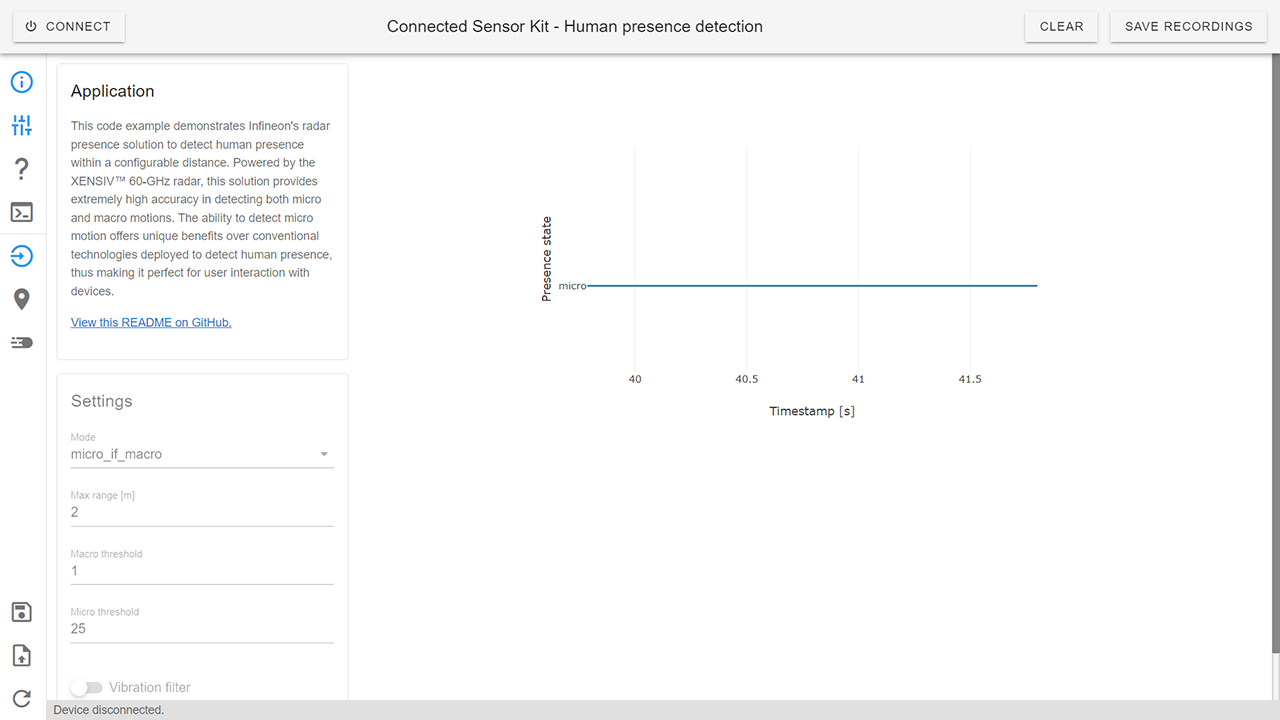 CONNECT
Connected Sensor Kit - Human presence detection
CLEAR
SAVE RECORDINGS
Application
This code example demonstrates Infineon's radar
presence solution to detect human presence
within a configurable distance. Powered by the
XENSIV™ 60-GHz radar, this solution provides
extremely high accuracy in detecting both micro
and macro motions. The ability to detect micro
motion offers unique benefits over conventional
technologies deployed to detect human presence,
thus making it perfect for user interaction with
devices.
View this README on GitHub.
Settings
Mode
micro_if_macro
Max range [m]
2
Macro threshold
1
Micro threshold
25
Vibration filter
Presence state
micro
40
40.5
41
41.5
Timestamp [s]
Device disconnected.